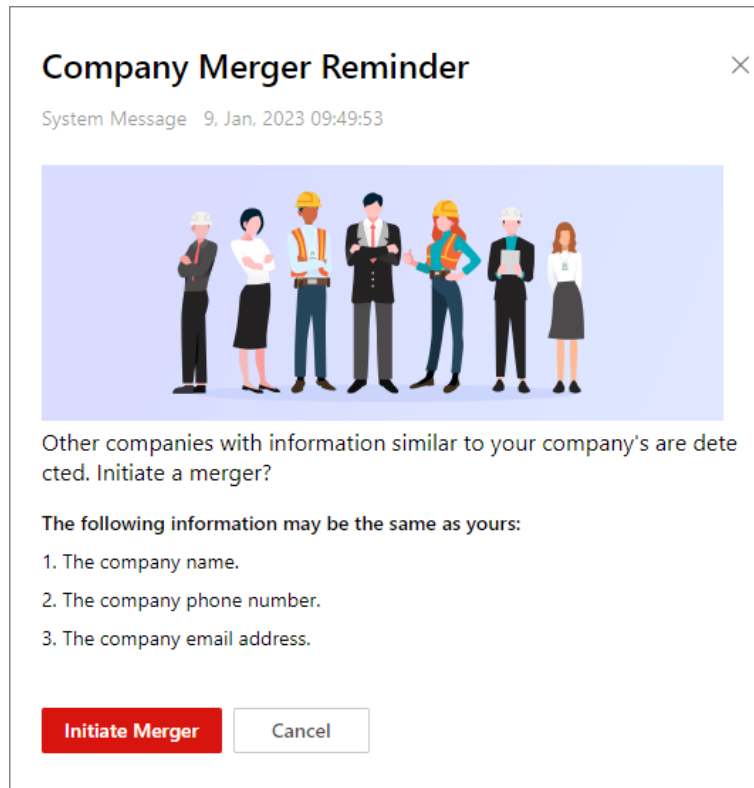 Company Merger Reminder
System Message 9, Jan, 2023 09:49:53
Other companies with information similar to your company's are dete
cted. Initiate a merger?
The following information may be the same as yours:
1. The company name.
2. The company phone number.
3. The company email address.
Initiate Merger Cancel